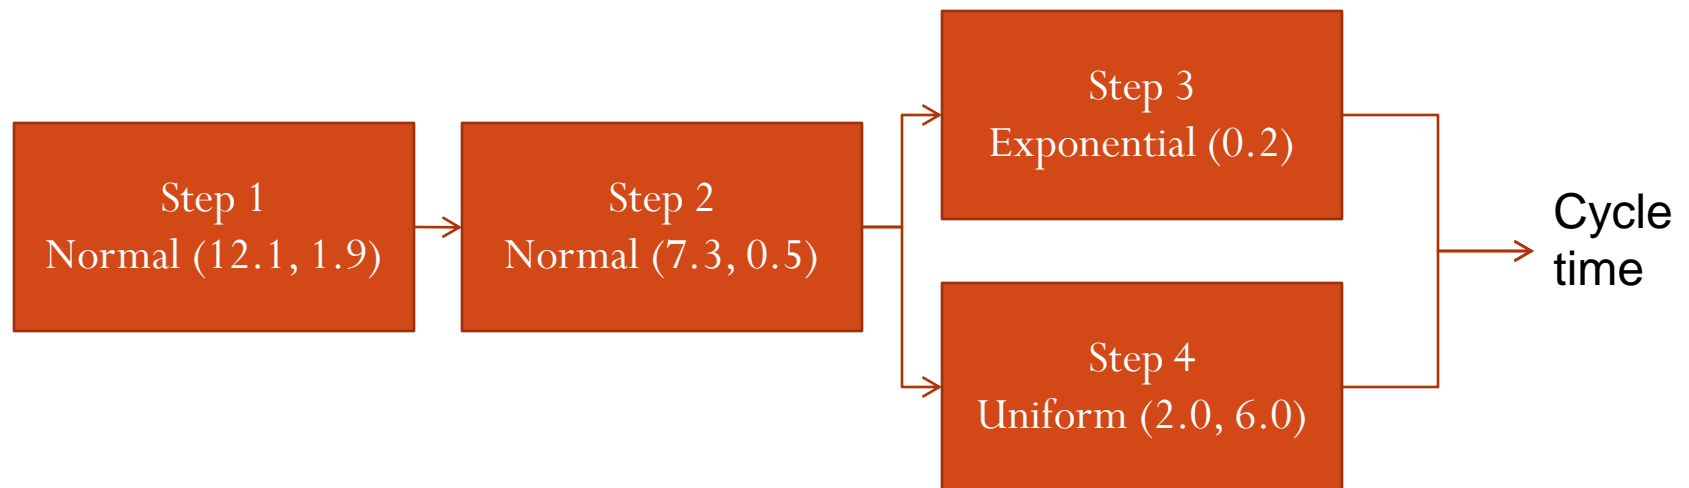 Step 1
Normal (12.1, 1.9)
Step 2
Normal (7.3, 0.5)
Step 3
Exponential (0.2)
Step 4
Uniform (2.0, 6.0)
Cycle
time